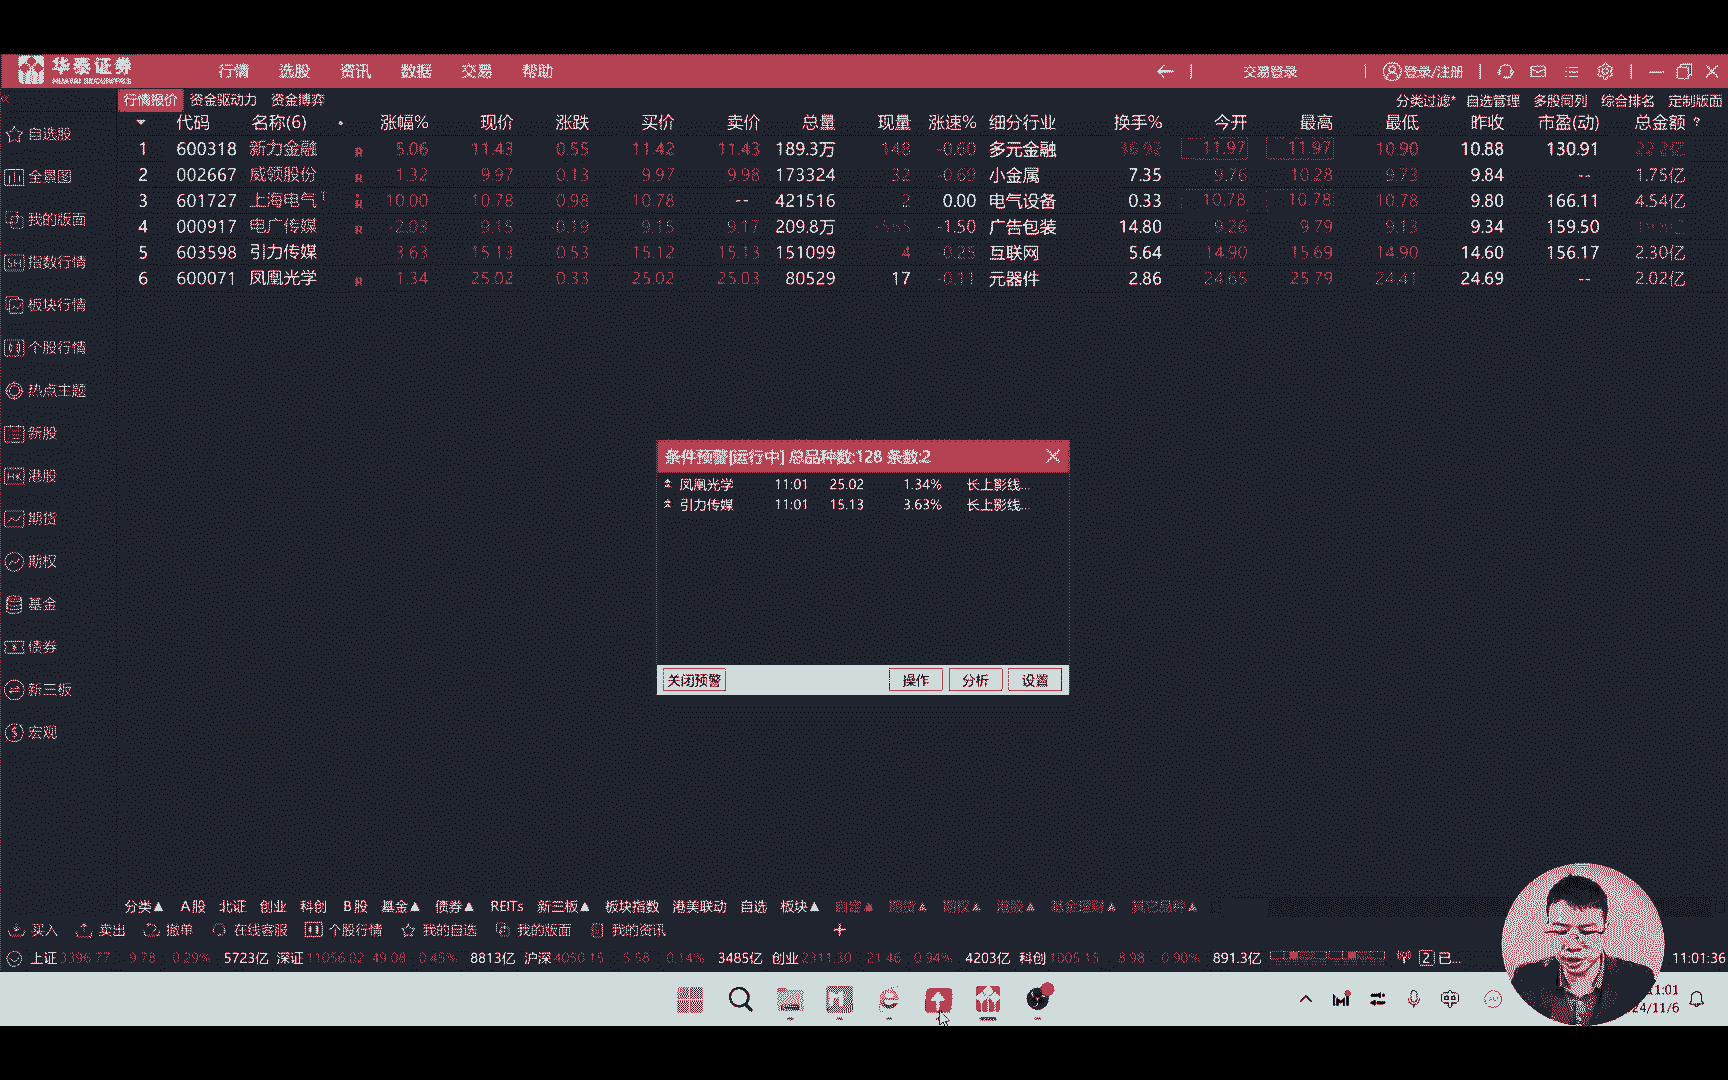 华泰证券 行情 选股 资讯 数据 交易 帮助 交易登录 登录/注册
HUATAI SECURITIES
行情报价 资金驱动力 资金博弈 分类过滤* 自选管理 多股同列 综合排名 定制版面
代码 名称(6) 涨幅% 现价 涨跌 买价 卖价 总量 现量 涨速% 细分行业 换手% 今开 最高 最低 昨收 市盈(动) 总金额 ?
1 600318 新力金融 R 5.06 11.43 0.55 11.42 11.43 189.3万 148 -0.60 多元金融 11.97 11.97 10.90 10.88 130.91
2 002667 威领股份 R 1.32 9.97 0.13 9.97 9.98 173324 32 -0.69 小金属 7.35 9.76 10.28 9.73 9.84 -- 1.75亿
3 601727 上海电气 R 10.00 10.78 0.98 10.78 -- 421516 2 0.00 电气设备 0.33 10.78 10.78 10.78 9.80 166.11 4.54亿
4 000917 电广传媒 R -2.03 9.15 0.19 9.15 9.17 209.8万 -1.50 广告包装 14.80 9.26 9.79 9.13 9.34 159.50
5 603598 引力传媒 3.63 15.13 0.53 15.12 15.13 151099 4 -0.25 互联网 5.64 14.90 15.69 14.90 14.60 156.17 2.30亿
6 600071 凤凰光学 R 1.34 25.02 0.33 25.02 25.03 80529 17 -0.11 元器件 2.86 24.65 25.79 24.41 24.69 -- 2.02亿
自选股
全景图
我的版面
指数行情
板块行情
个股行情
热点主题
新股
港股
期货
期权
基金
债券
新三板
宏观
条件预警[运行中] 总品种数:128 条数:2
凤凰光学 11:01 25.02 1.34% 长上影线...
引力传媒 11:01 15.13 3.63% 长上影线...
关闭预警 操作 分析 设置
分类▲ A股 北证 创业 科创 B股 基金▲ 债券▲ REITs 新三板▲ 板块指数 港美联动 自选 板块▲ 自定▲ 期货▲ 期权▲ 港股▲ 基金理财▲ 其它品种▲
买入 卖出 撤单 在线客服 个股行情 我的自选 我的版面 我的资讯 +
上证 3396.77 9.78 0.29% 5723亿 深证 11056.02 49.08 0.45% 8813亿 沪深 4050.15 5.58 0.14% 3485亿 创业 2311.30 21.46 0.94% 4203亿 科创 1005.15 8.98 0.90% 891.3亿 2 已... 11:01:36
1:01
24/11/6